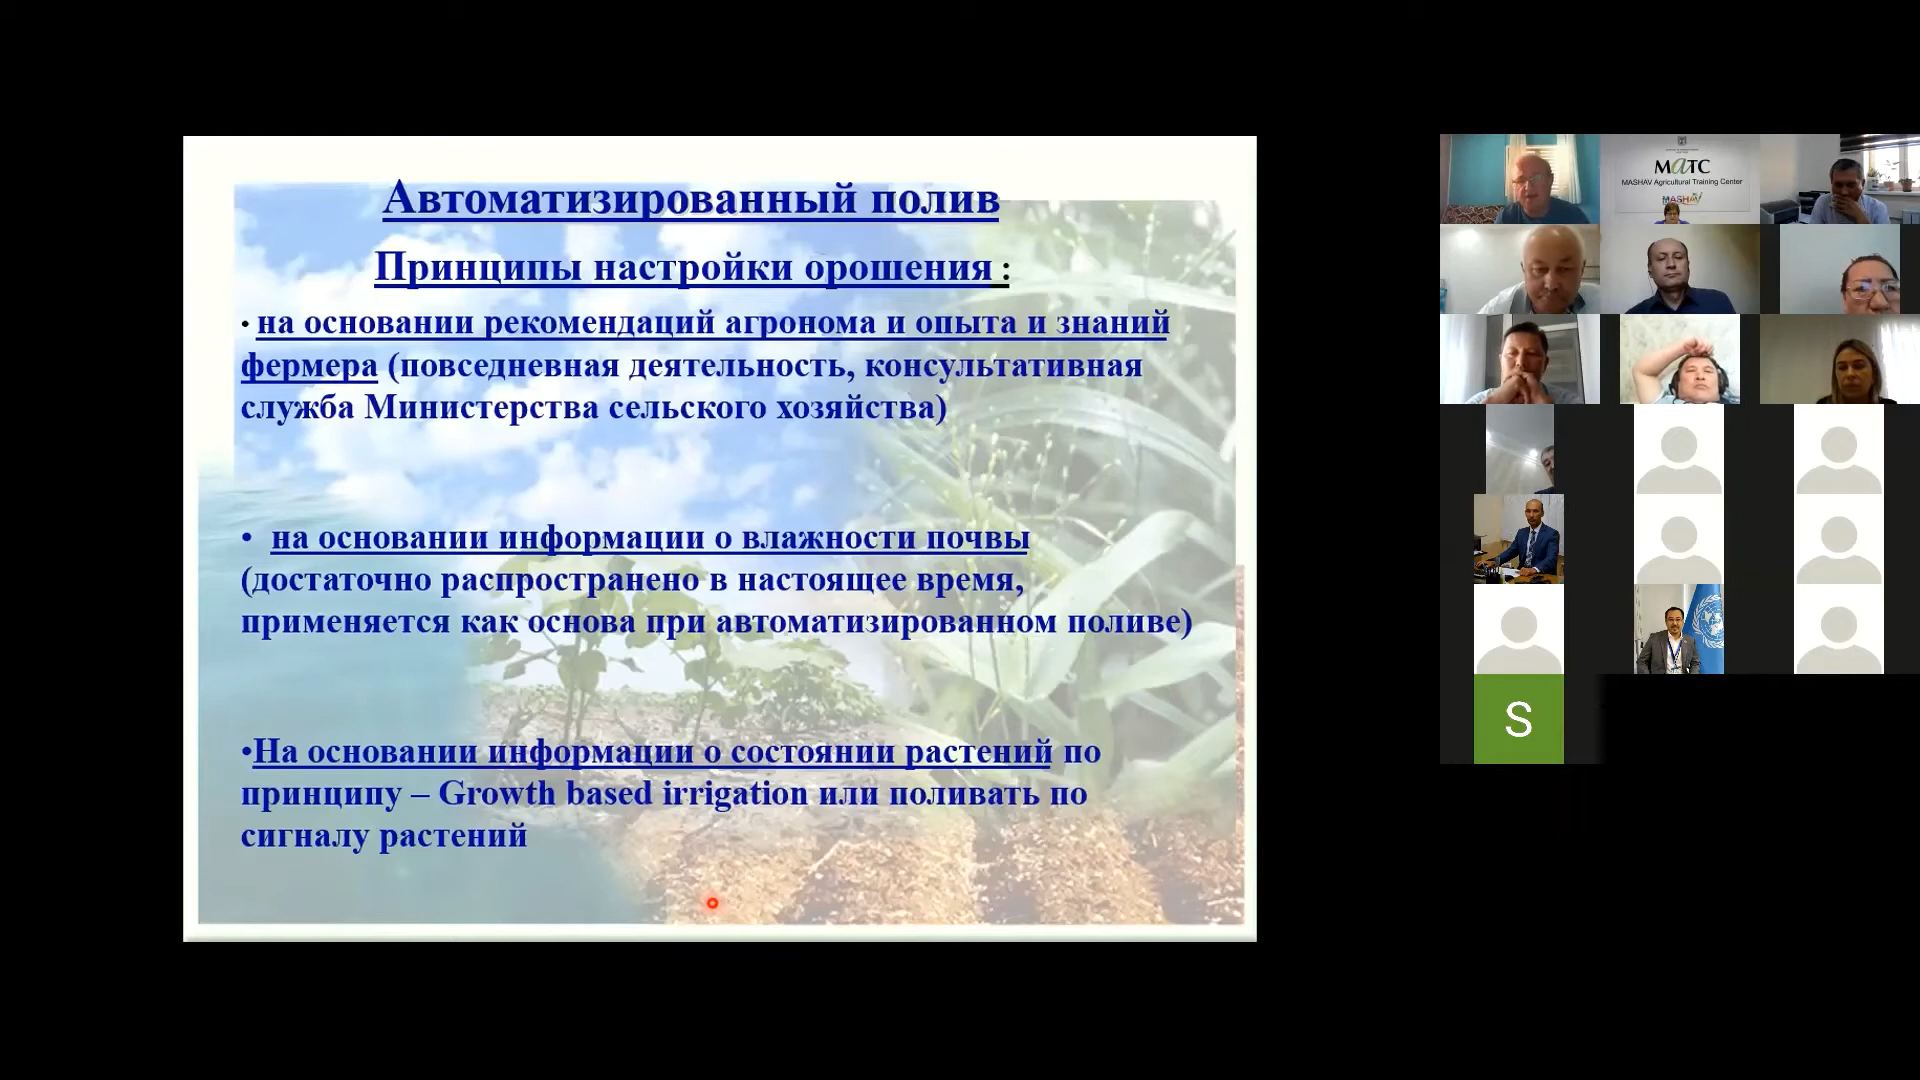 Автоматизированный полив
Принципы настройки орошения :
• на основании рекомендаций агронома и опыта и знаний
фермера (повседневная деятельность, консультативная
служба Министерства сельского хозяйства)
• на основании информации о влажности почвы
(достаточно распространено в настоящее время,
применяется как основа при автоматизированном поливе)
•На основании информации о состоянии растений по
принципу – Growth based irrigation или поливать по
сигналу растений
MATC
MASHAV Agricultural Training Center
MASHAV
S